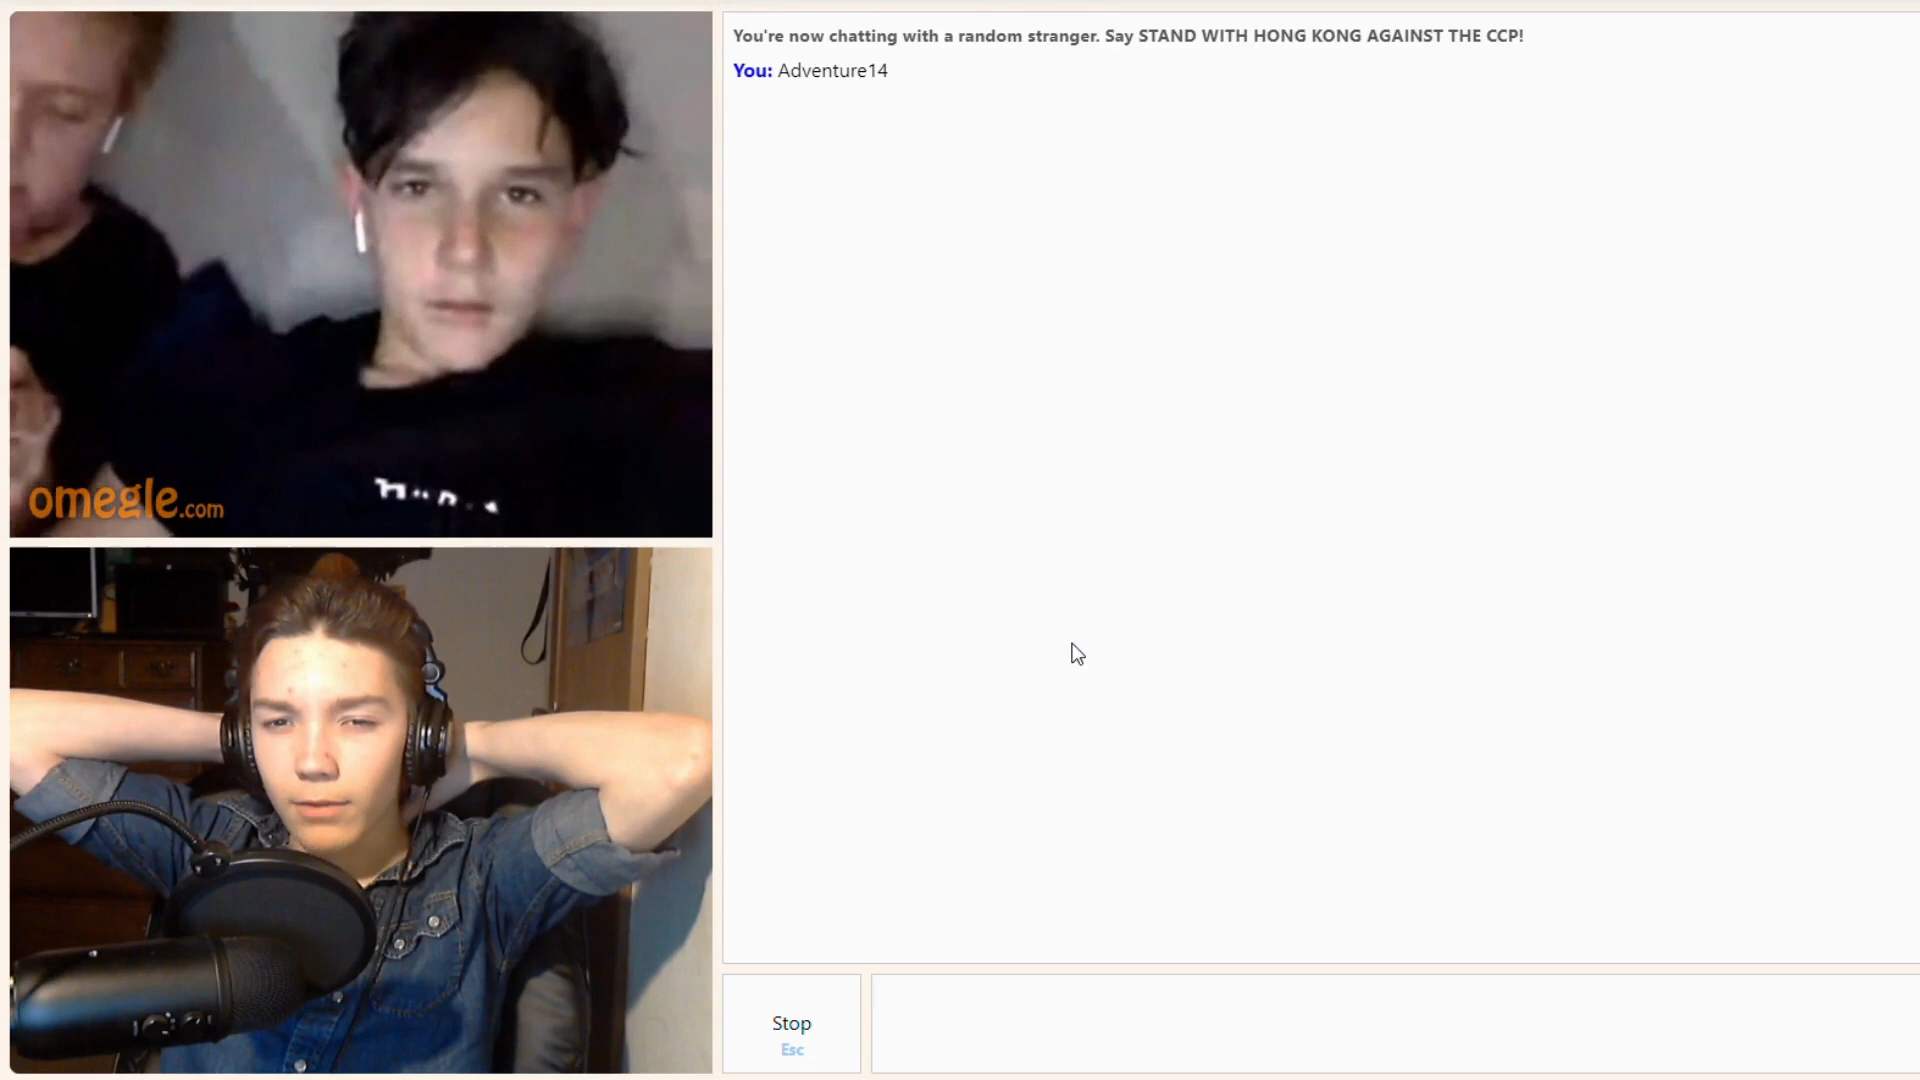 You're now chatting with a random stranger. Say STAND WITH HONG KONG AGAINST THE CCP!
You: Adventure14
omegle.com
Stop
Esc